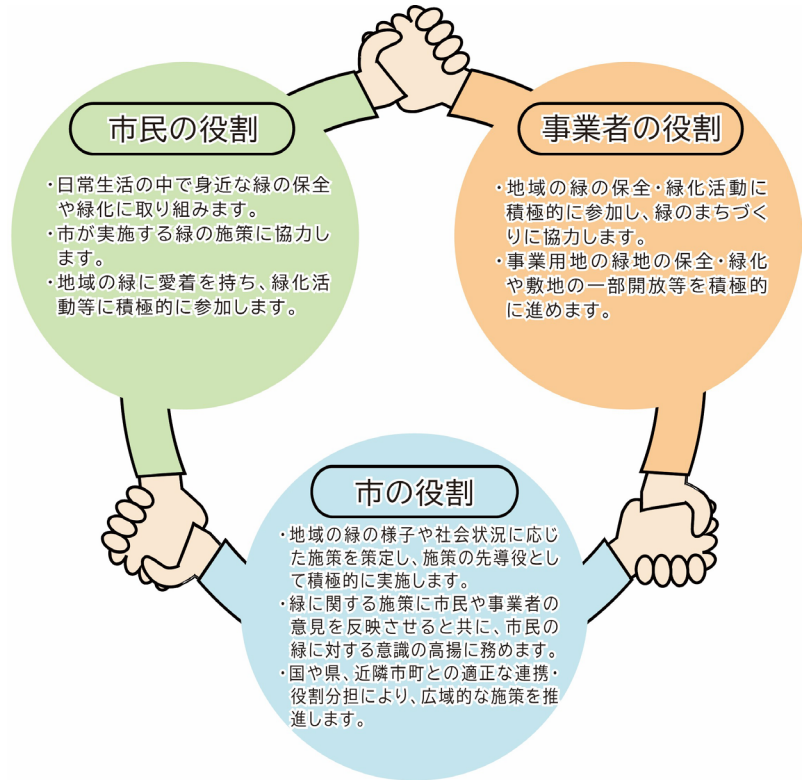 市民の役割
・日常生活の中で身近な緑の保全
や緑化に取り組みます。
・市が実施する緑の施策に協力し
ます。
・地域の緑に愛着を持ち、緑化活
動等に積極的に参加します。
事業者の役割
・地域の緑の保全・緑化活動に
積極的に参加し、緑のまちづく
りに協力します。
・事業用地の緑地の保全・緑化
や敷地の一部開放等を積極的
に進めます。
市の役割
・地域の緑の様子や社会状況に応じ
た施策を策定し、施策の先導役とし
て積極的に実施します。
・緑に関する施策に市民や事業者の
意見を反映させると共に、市民の
緑に対する意識の高揚に務めます。
・国や県、近隣市町との適正な連携・
役割分担により、広域的な施策を推
進します。